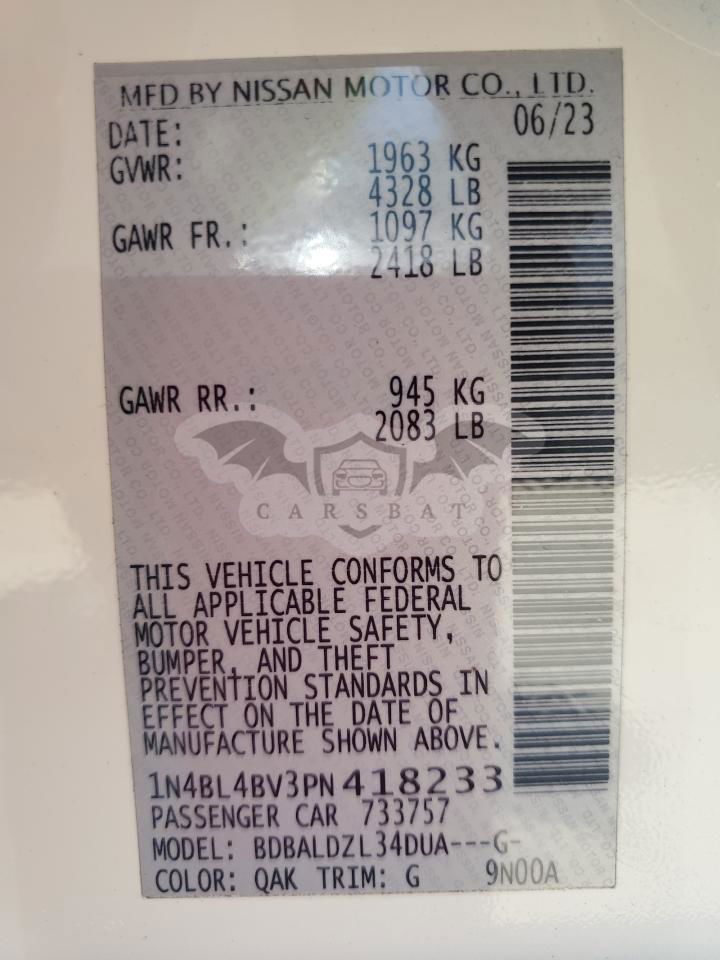 MFD BY NISSAN MOTOR CO., LTD.
DATE: 06/23
GVWR: 1963 KG
4328 LB
GAWR FR.: 1097 KG
2418 LB
GAWR RR.: 945 KG
2083 LB
CARSBAT
THIS VEHICLE CONFORMS TO
ALL APPLICABLE FEDERAL
MOTOR VEHICLE SAFETY,
BUMPER, AND THEFT
PREVENTION STANDARDS IN
EFFECT ON THE DATE OF
MANUFACTURE SHOWN ABOVE.
1N4BL4BV3PN418233
PASSENGER CAR 733757
MODEL: BDBALDZL34DUA---G-
COLOR: QAK TRIM: G 9N00A